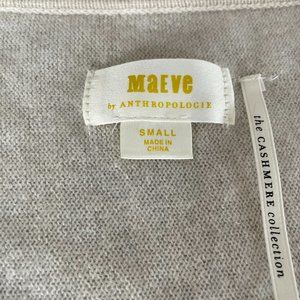 MaEVe
by ANTHROPOLOGIE
SMALL
MADE IN
CHINA
the CASHMERE collection